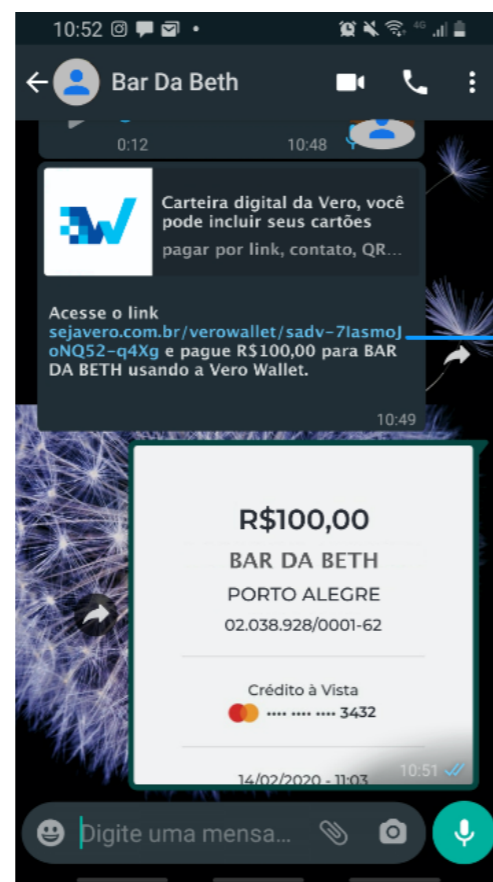 10:52
4G
Bar Da Beth
0:12
10:48
Carteira digital da Vero, você
pode incluir seus cartões
pagar por link, contato, QR...
Acesse o link
sejavero.com.br/verowallet/sadv-7IasmoJ
oNQ52-q4Xg e pague R$100,00 para BAR
DA BETH usando a Vero Wallet.
10:49
R$100,00
BAR DA BETH
PORTO ALEGRE
02.038.928/0001-62
Crédito à Vista
•••• •••• •••• 3432
14/02/2020 - 11:03
10:51
Digite uma mensa...